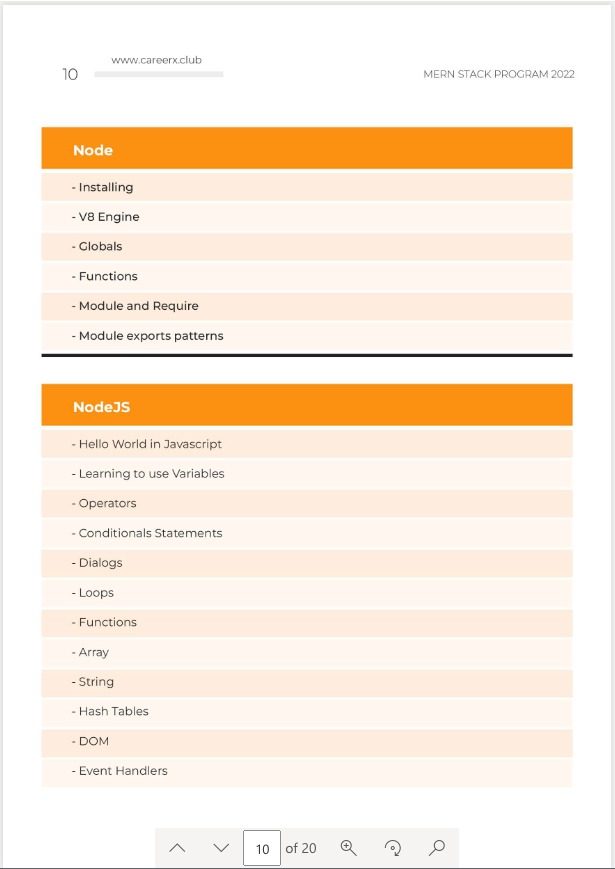 www.careerx.club
10
MERN STACK PROGRAM 2022
Node
- Installing
- V8 Engine
- Globals
- Functions
- Module and Require
- Module exports patterns
NodeJS
- Hello World in Javascript
- Learning to use Variables
- Operators
- Conditionals Statements
- Dialogs
- Loops
- Functions
- Array
- String
- Hash Tables
- DOM
- Event Handlers
10 of 20